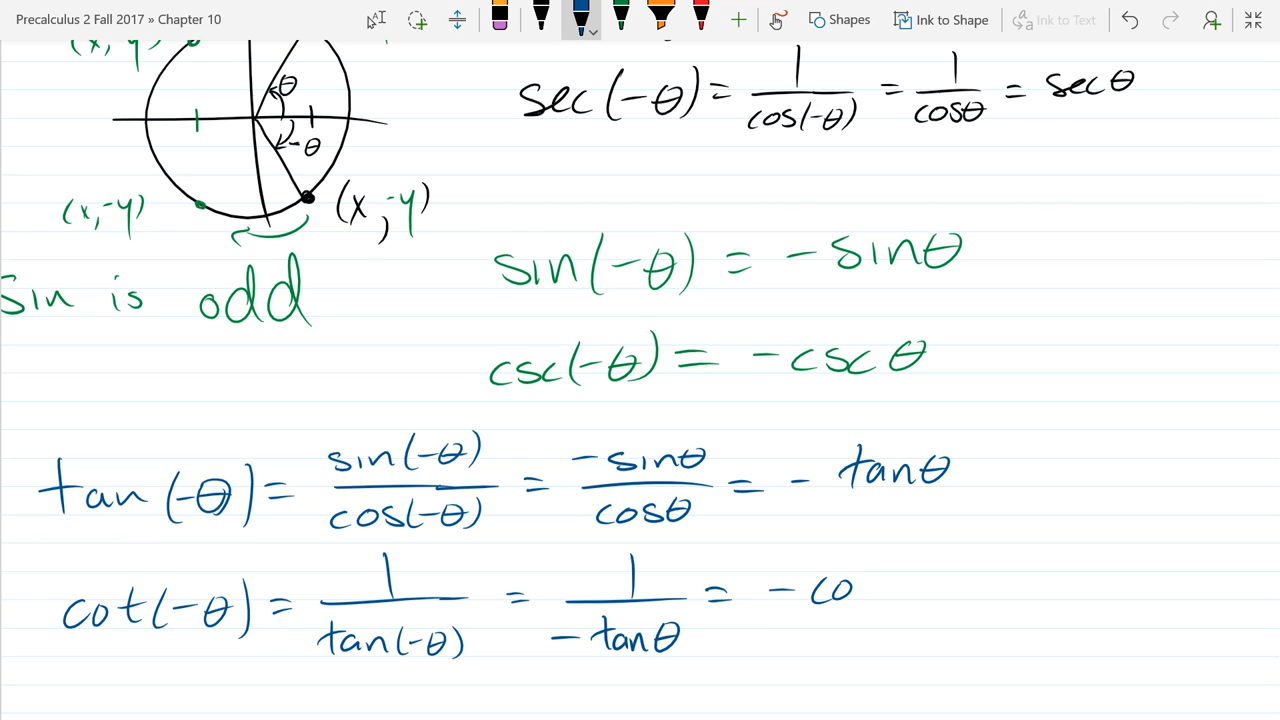 Precalculus 2 Fall 2017 » Chapter 10
Shapes
Ink to Shape
Ink to Text
(x, y)
θ
-θ
(x, -y)
(x, -y)
sec(-θ) = 1/cos(-θ) = 1/cosθ = secθ
sin is odd
sin(-θ) = -sinθ
csc(-θ) = -cscθ
tan(-θ) = sin(-θ)/cos(-θ) = -sinθ/cosθ = -tanθ
cot(-θ) = 1/tan(-θ) = 1/-tanθ = -co